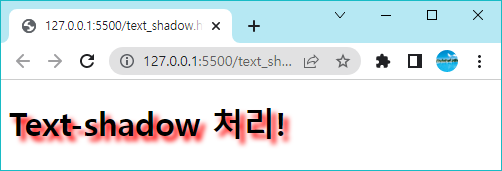 127.0.0.1:5500/text_shadow.h
127.0.0.1:5500/text_sh...
Text-shadow 처리!